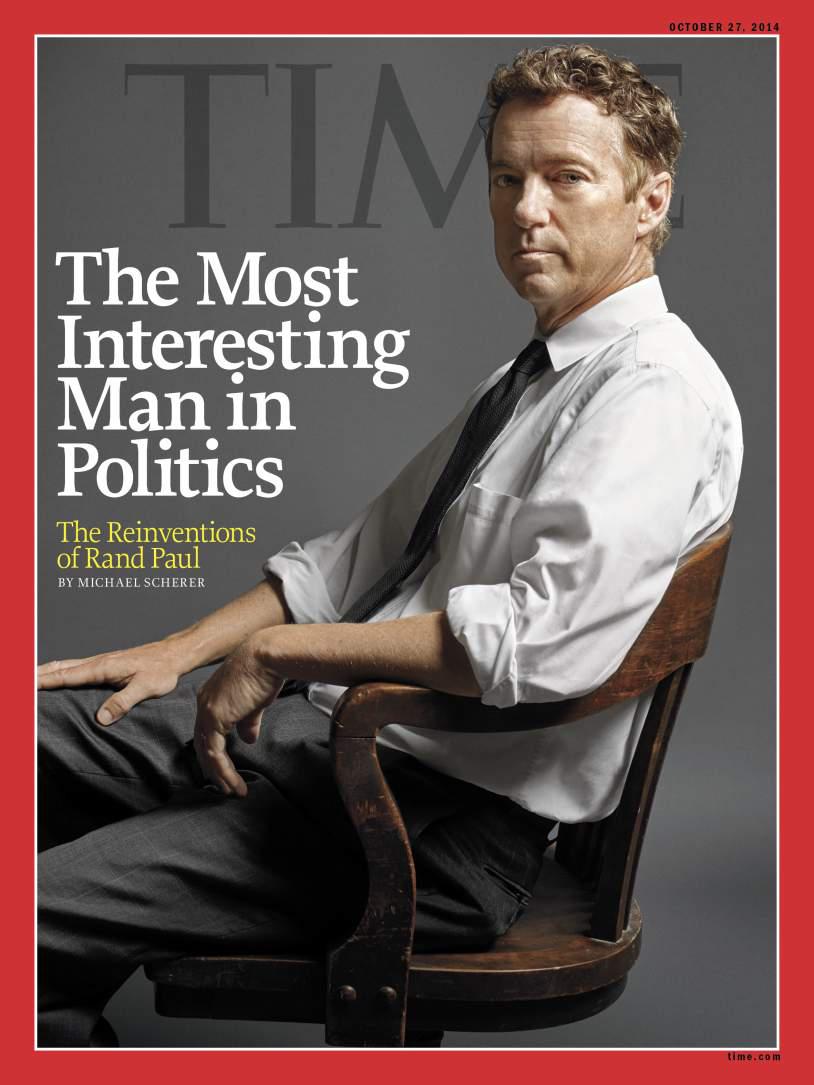 OCTOBER 27, 2014
TIME
The Most
Interesting
Man in
Politics
The Reinventions
of Rand Paul
BY MICHAEL SCHERER
time.com